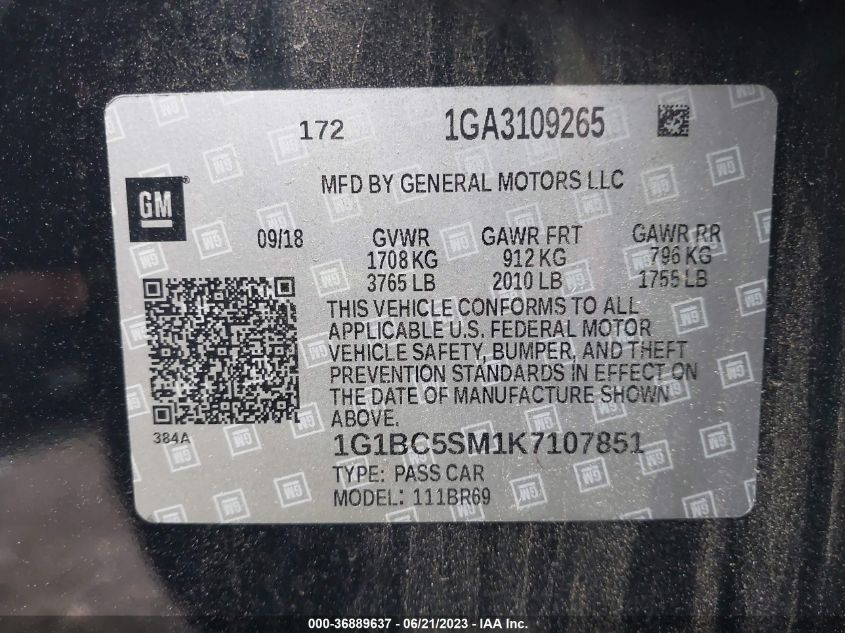 172 1GA3109265
MFD BY GENERAL MOTORS LLC
GM
09/18 GVWR GAWR FRT GAWR RR
1708 KG 912 KG 796 KG
3765 LB 2010 LB 1755 LB
THIS VEHICLE CONFORMS TO ALL
APPLICABLE U.S. FEDERAL MOTOR
VEHICLE SAFETY, BUMPER, AND THEFT
PREVENTION STANDARDS IN EFFECT ON
THE DATE OF MANUFACTURE SHOWN
ABOVE.
384A
1G1BC5SM1K7107851
TYPE: PASS CAR
MODEL: 111BR69
000-36889637 - 06/21/2023 - IAA Inc.